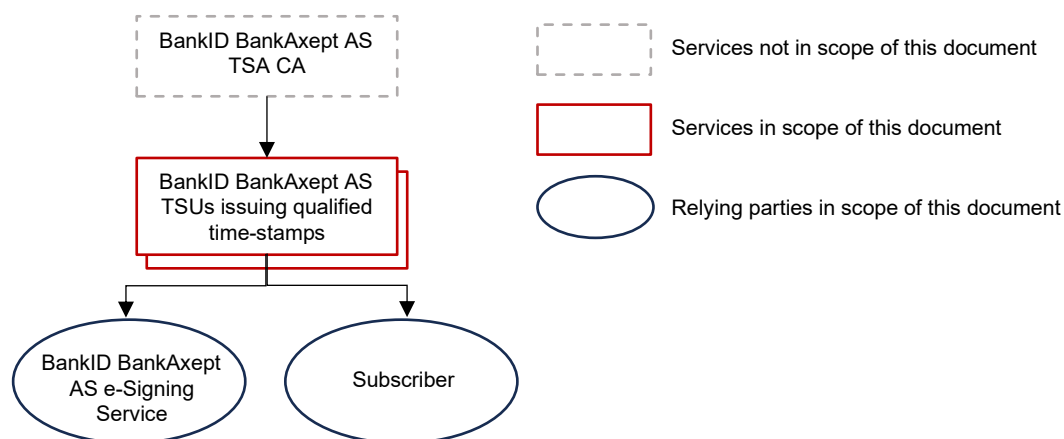 BankID BankAxept AS
TSA CA
Services not in scope of this document
Services in scope of this document
BankID BankAxept AS
TSUs issuing qualified
time-stamps
Relying parties in scope of this document
BankID BankAxept
AS e-Signing
Service
Subscriber